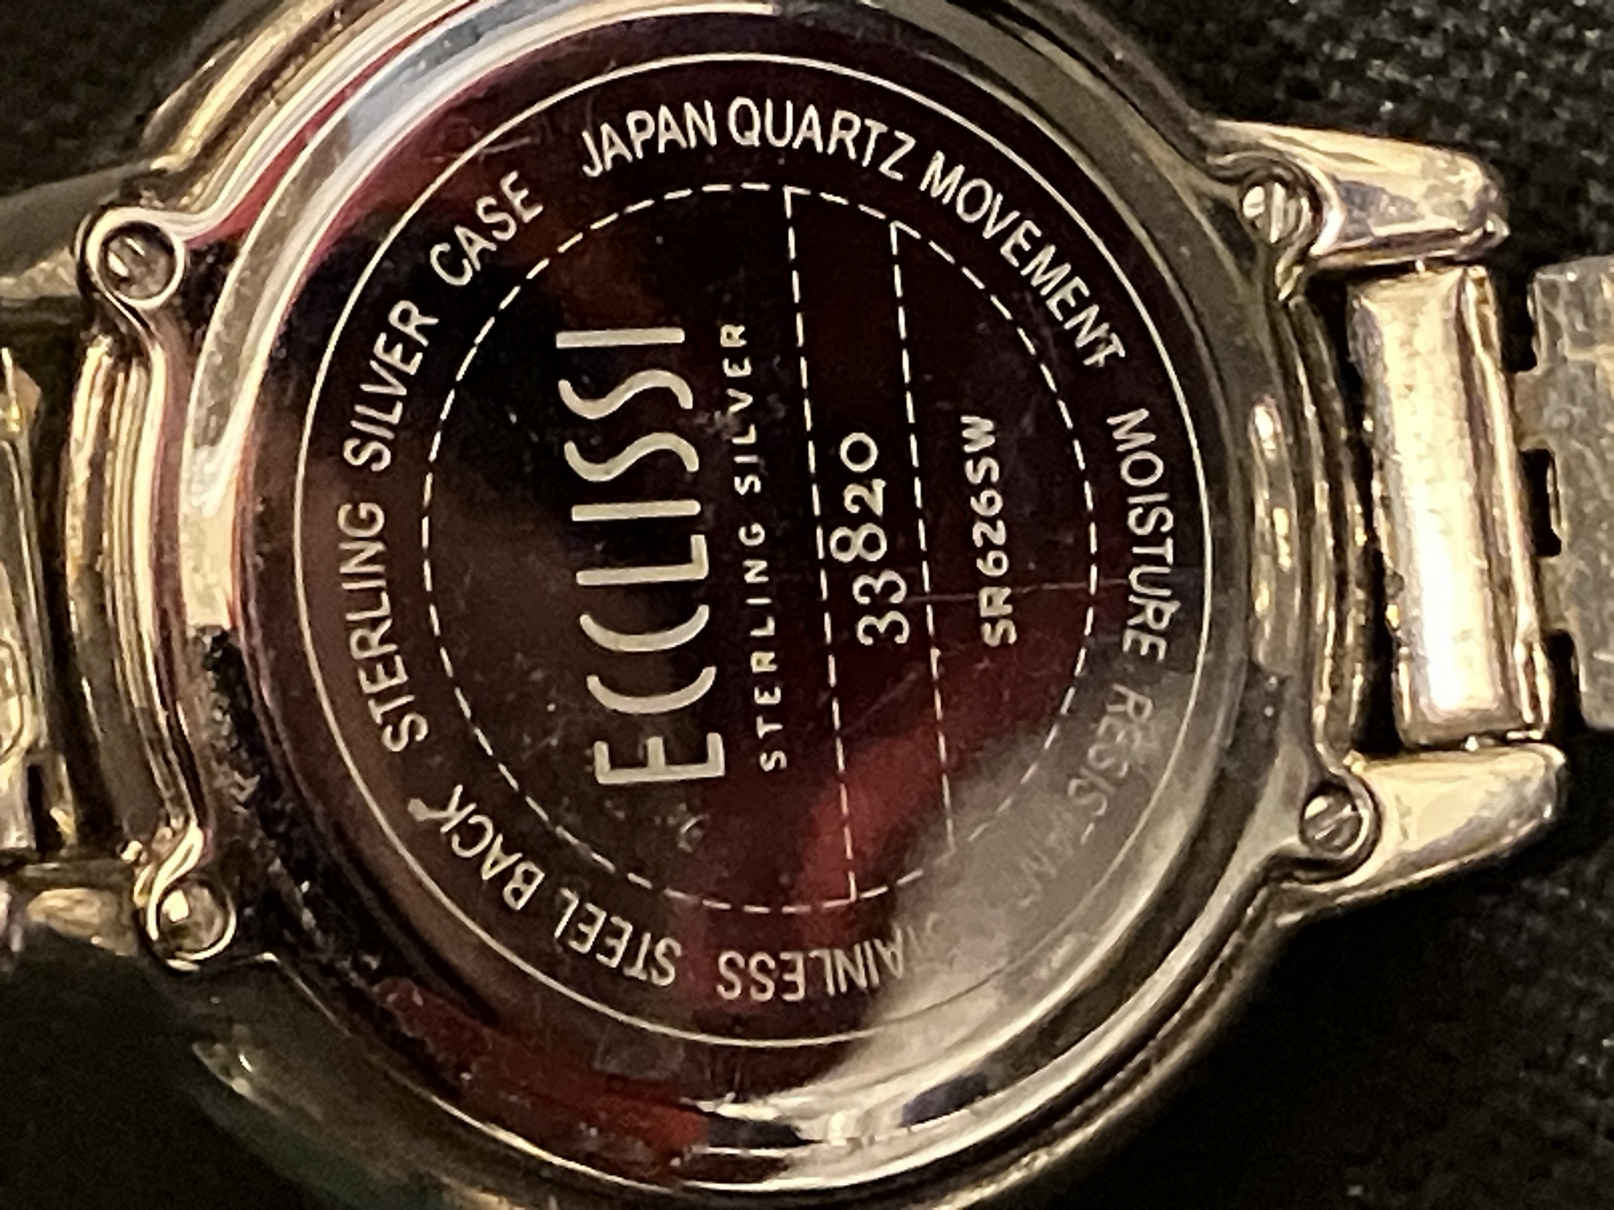 ECCLISSI
STERLING SILVER
33820
SR626SW
STERLING SILVER CASE JAPAN QUARTZ MOVEMENT MOISTURE STAINLESS STEEL BACK